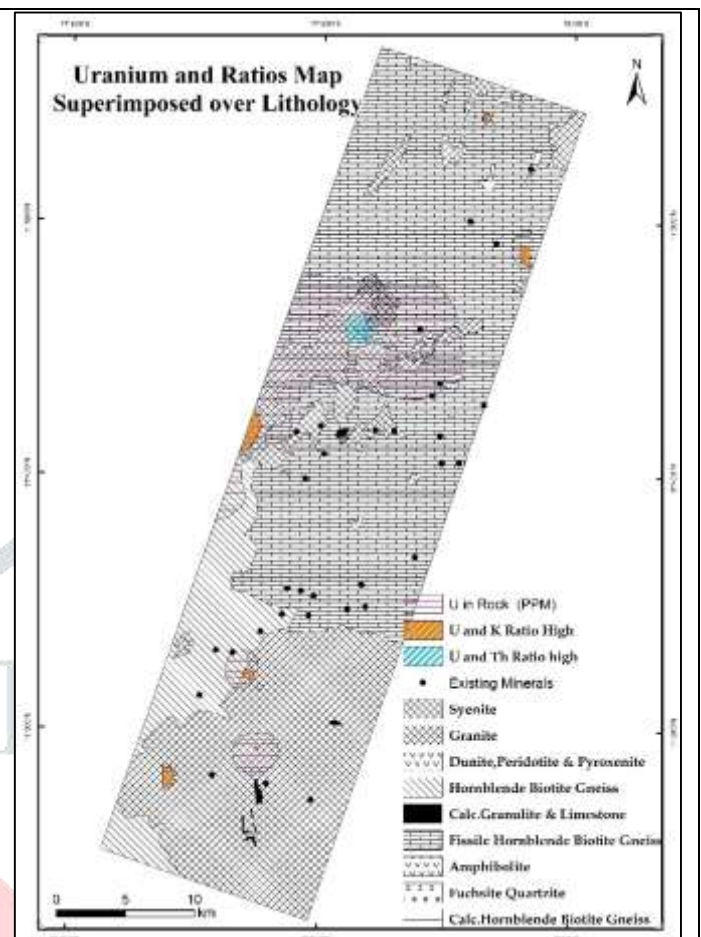 Uranium and Ratios Map
Superimposed over Lithology
N
U in Rock (PPM)
U and K Ratio High
U and Th Ratio high
Existing Minerals
Syenite
Granite
Dunite,Peridotite & Pyroxenite
Hornblende Biotite Gneiss
Calc.Granulite & Limestone
Fissile Hornblende Biotite Gneiss
Amphibolite
Fuchsite Quartzite
Calc.Hornblende Biotite Gneiss
0 5 10
km